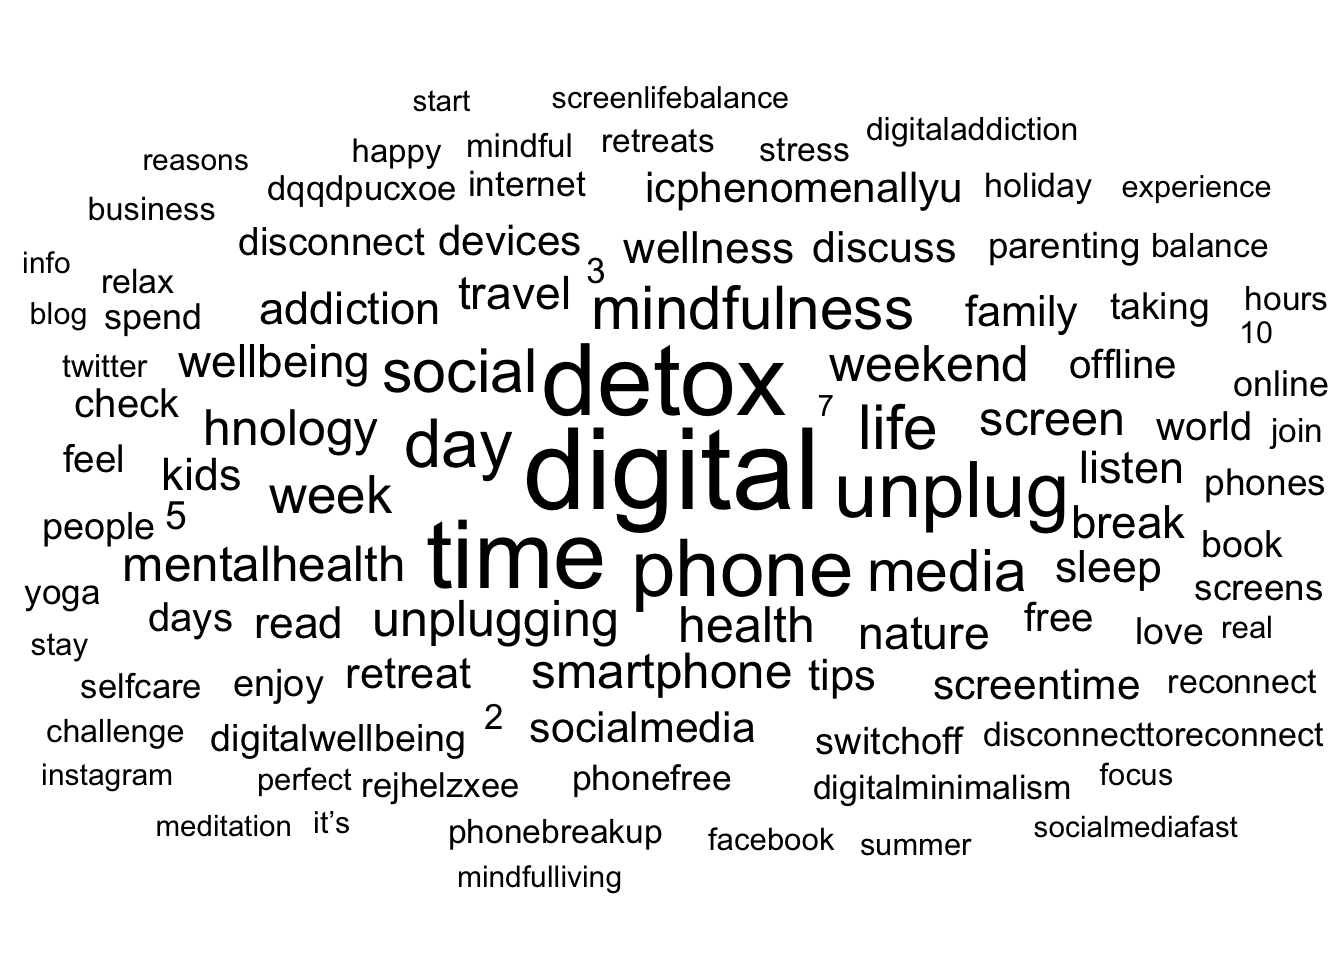 start screenlifebalance
happy mindful retreats stress digitaladdiction
reasons dqqdpucxoe internet icphenomenallyu holiday experience
business
disconnect devices wellness discuss parenting balance
info relax addiction travel 3 mindfulness family taking hours
blog spend 10
twitter wellbeing social detox weekend offline online
check hnology day 7 life screen world join
feel kids week digital unplug listen phones
people 5 break book
mentalhealth time phone media sleep screens
yoga days read unplugging health nature free love real
stay
selfcare enjoy retreat smartphone tips screentime reconnect
challenge digitalwellbeing 2 socialmedia switchoff disconnecttoreconnect
instagram perfect rejhelzxee phonefree digitalminimalism focus
meditation it’s phonebreakup facebook summer socialmediafast
mindfulliving